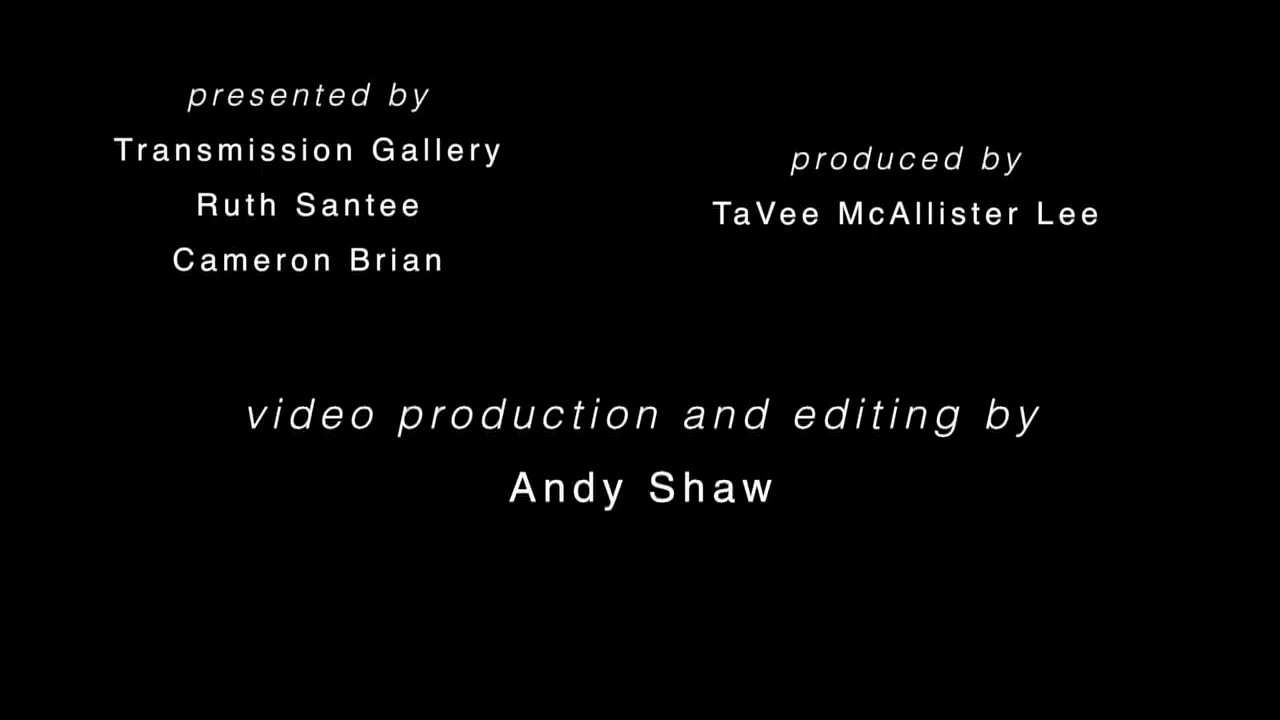 presented by
Transmission Gallery
Ruth Santee
Cameron Brian
produced by
TaVee McAllister Lee
video production and editing by
Andy Shaw